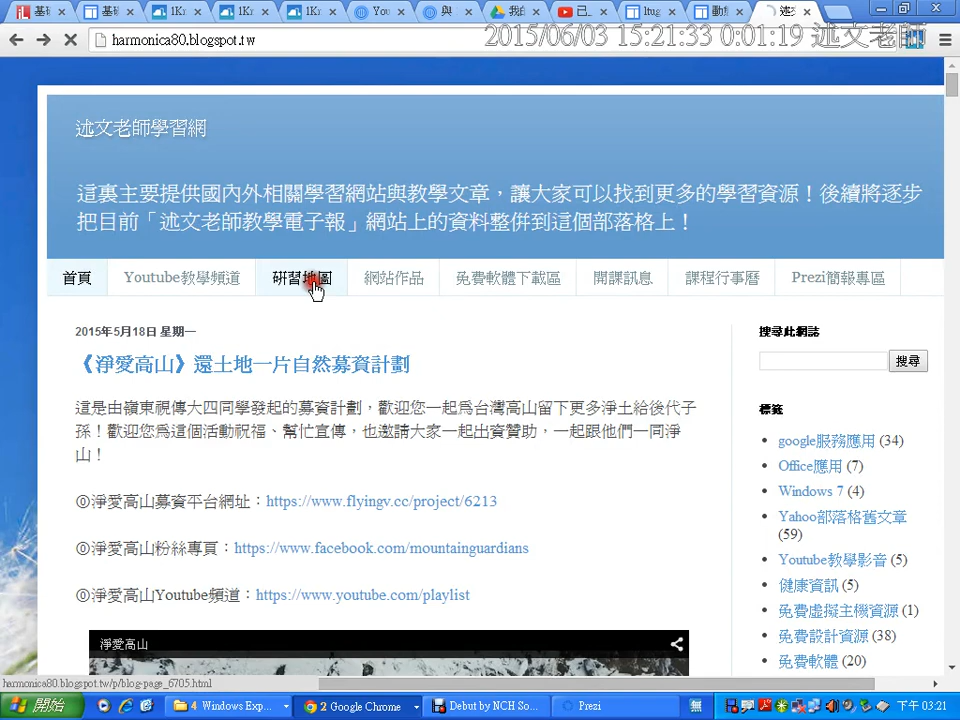 基礎
基礎
1Kr
1Kr
1Kr
You
與
我的
已
ltug
動
述文
harmonica80.blogspot.tw
2015/06/03 15:21:33 0:01:19 述文老師
述文老師學習網
這裏主要提供國內外相關學習網站與教學文章，讓大家可以找到更多的學習資源！後續將逐步
把目前「述文老師教學電子報」網站上的資料整併到這個部落格上！
首頁
Youtube教學頻道
研習地圖
網站作品
免費軟體下載區
開課訊息
課程行事曆
Prezi簡報專區
2015年5月18日 星期一
《淨愛高山》還土地一片自然募資計劃
這是由嶺東視傳大四同學發起的募資計劃，歡迎您一起為台灣高山留下更多淨土給後代子
孫！歡迎您為這個活動祝福、幫忙宣傳，也邀請大家一起出資贊助，一起跟他們一同淨
山！
◎淨愛高山募資平台網址：https://www.flyingv.cc/project/6213
◎淨愛高山粉絲專頁：https://www.facebook.com/mountainguardians
◎淨愛高山Youtube頻道：https://www.youtube.com/playlist
淨愛高山
搜尋此網誌
搜尋
標籤
google服務應用 (34)
Office應用 (7)
Windows 7 (4)
Yahoo部落格舊文章
(59)
Youtube教學影音 (5)
健康資訊 (5)
免費虛擬主機資源 (1)
免費設計資源 (38)
免費軟體 (20)
harmonica80.blogspot.tw/p/blog-page_6705.html
開始
4 Windows Exp...
2 Google Chrome
Debut by NCH So...
Prezi
無
下午 03:21